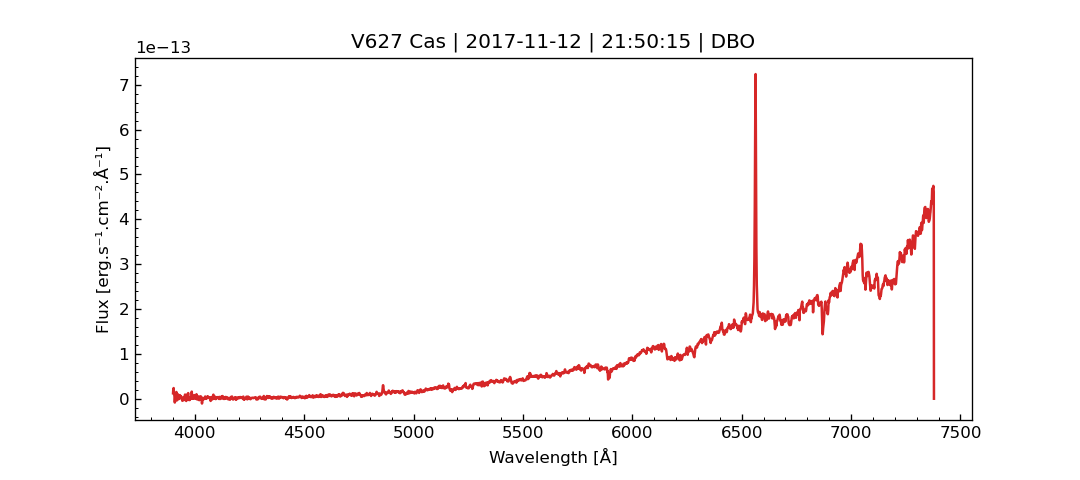 V627 Cas | 2017-11-12 | 21:50:15 | DBO
1e−13
7
6
5
4
3
2
1
0
Flux [erg.s⁻¹.cm⁻².Å⁻¹]
4000 4500 5000 5500 6000 6500 7000 7500
Wavelength [Å]